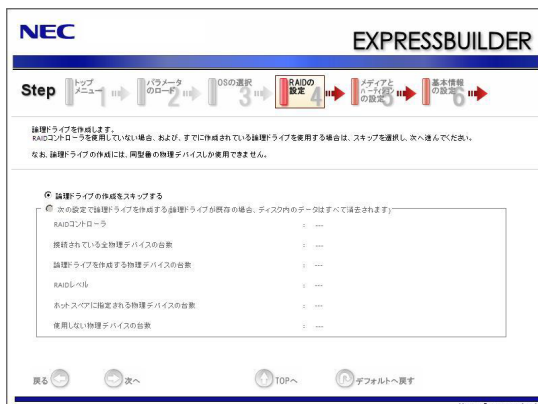 NEC
EXPRESSBUILDER
Step
トップメニュー 1
パラメータのロード 2
OSの選択 3
RAIDの設定 4
メディアとパーティションの設定 5
基本情報の設定 6
論理ドライブを作成します。
RAIDコントローラを使用していない場合、および、すでに作成されている論理ドライブを使用する場合は、スキップを選択し、次へ進んでください。
なお、論理ドライブの作成には、同型番の物理デバイスしか使用できません。
論理ドライブの作成をスキップする
次の設定で論理ドライブを作成する(論理ドライブが既存の場合、ディスク内のデータはすべて消去されます)
RAIDコントローラ : ---
接続されている全物理デバイスの台数 : ---
論理ドライブを作成する物理デバイスの台数 : ---
RAIDレベル : ---
ホットスペアに指定される物理デバイスの台数 : ---
使用しない物理デバイスの台数 : ---
戻る
次へ
TOPへ
デフォルトへ戻す